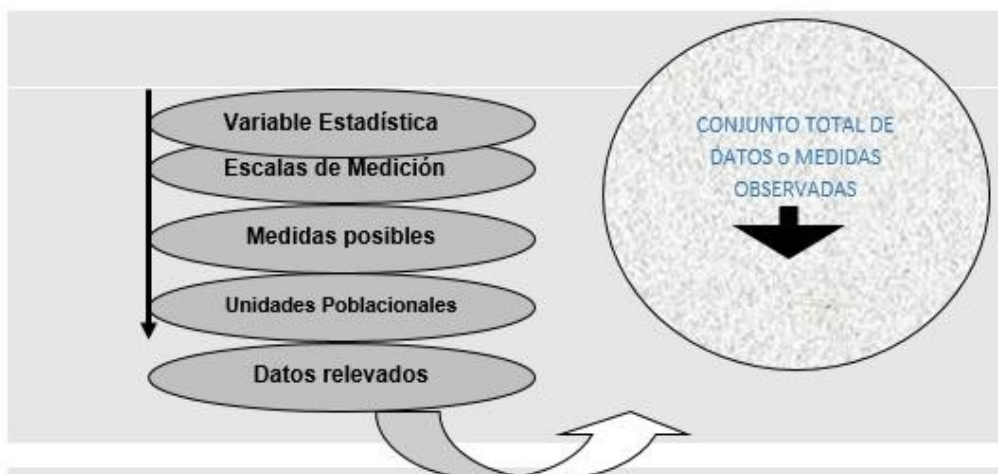 Variable Estadística
Escalas de Medición
Medidas posibles
Unidades Poblacionales
Datos relevados
CONJUNTO TOTAL DE
DATOS o MEDIDAS
OBSERVADAS